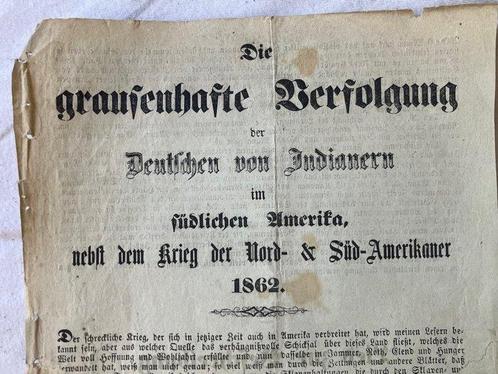 Die
grausenhafte Verfolgung
der
Deutschen von Indianern
im
südlichen Amerika,
nebst dem Krieg der Nord- & Süd-Amerikaner
1862.
Der schreckliche Krieg, der sich in jetziger Zeit auch in Amerika verbreitet hat, wird meinen Lesern be-
kannt sein, aber aus welcher Quelle das verhängnißvolle Schicksal über dieses Land fließt, welches die
Welt voll Hoffnung und Wohlfahrt erfüllte und nun dasselbe in Jammer, Noth, Elend und Hunger
verwandelt hat, weiß man nicht genau; so viel weiß man durch die Zeitungen und andere Blätter, daß
durch den Sklaven-